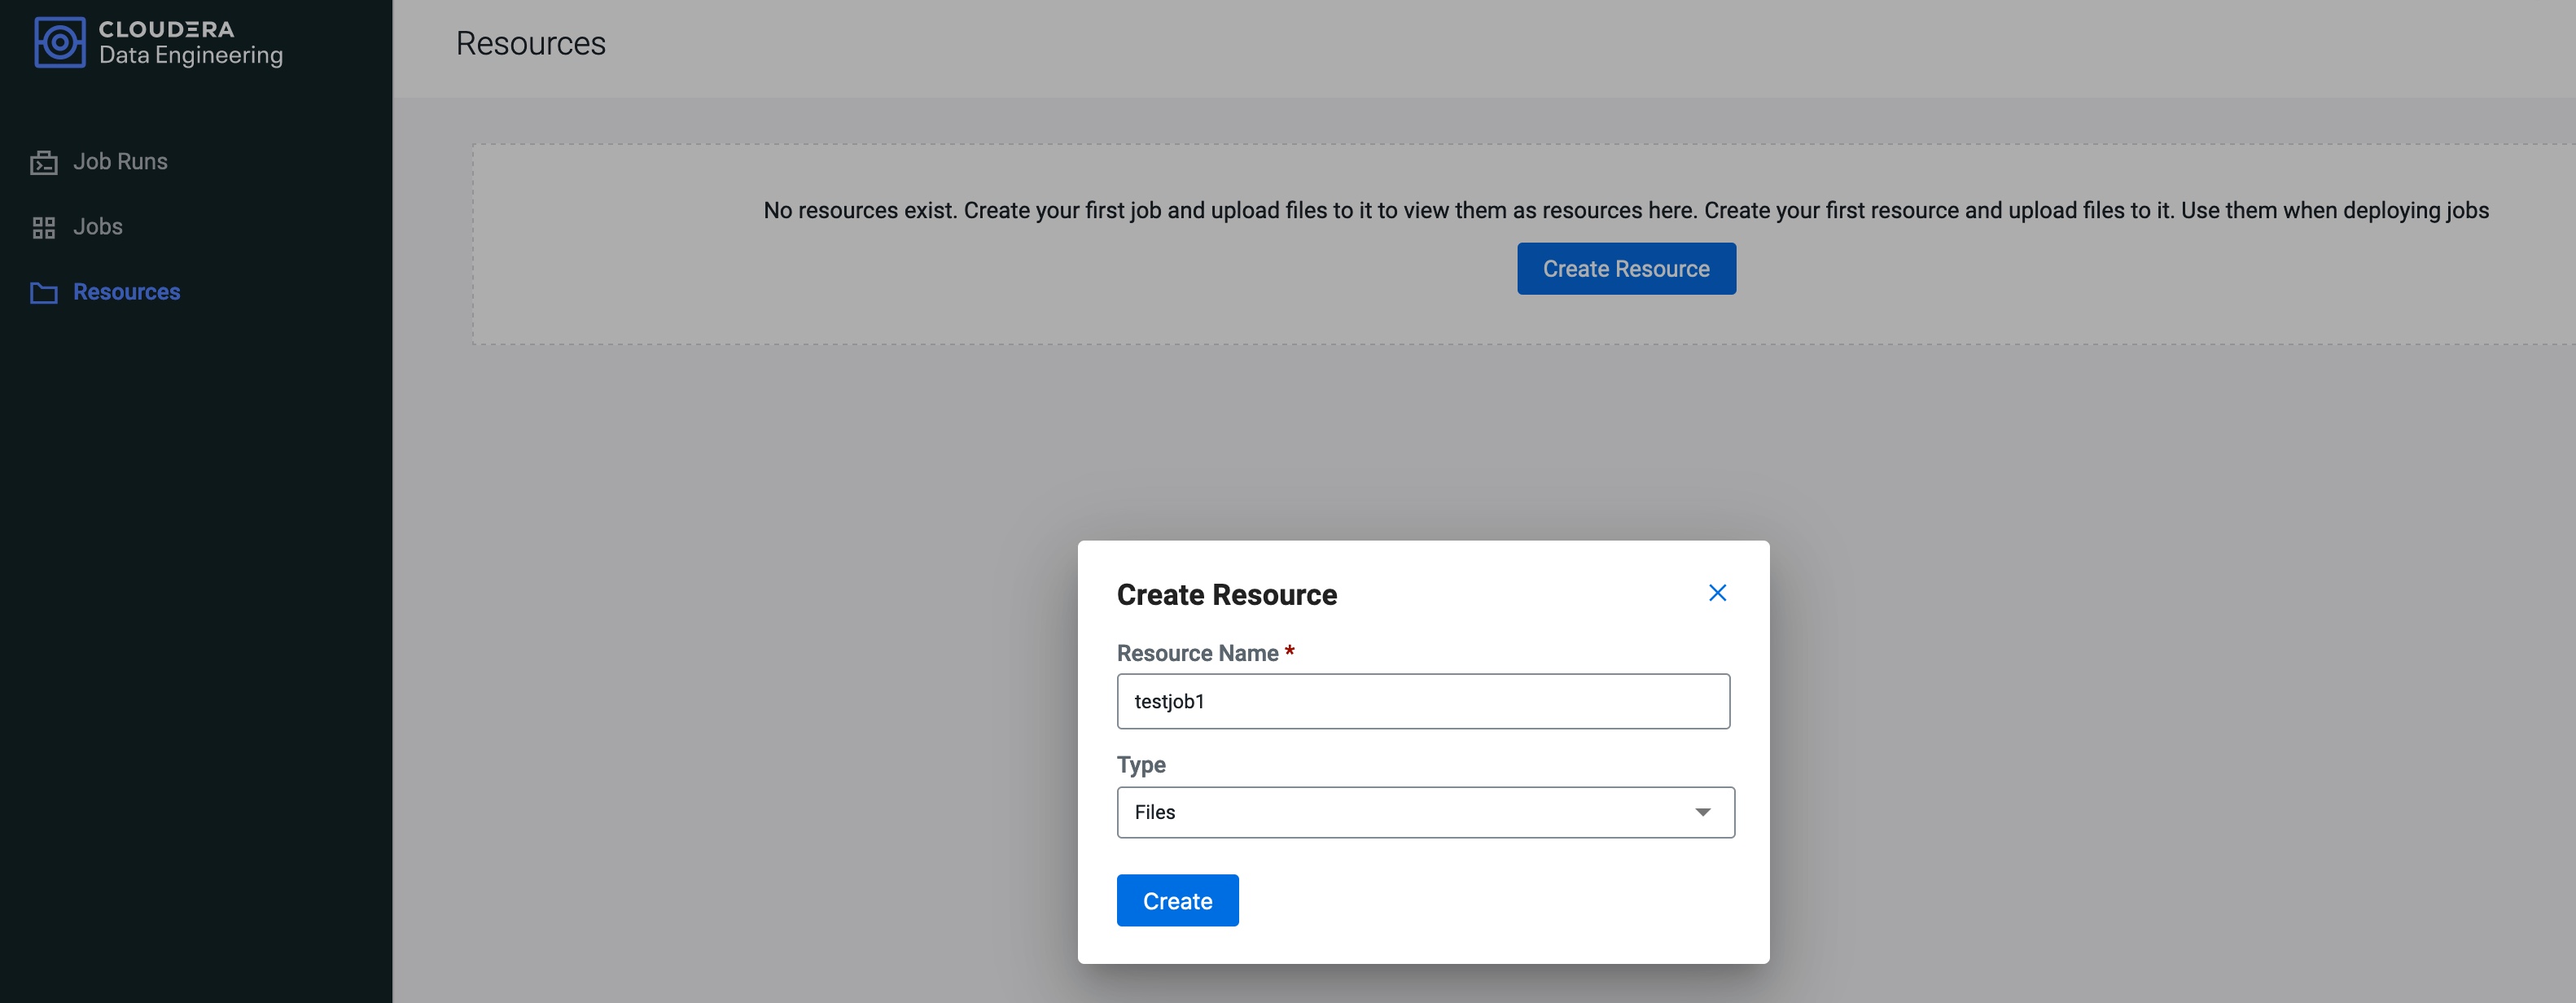 CLOUDERA
Data Engineering
Job Runs
Jobs
Resources
Resources
No resources exist. Create your first job and upload files to it to view them as resources here. Create your first resource and upload files to it. Use them when deploying jobs
Create Resource
Create Resource
Resource Name *
testjob1
Type
Files
Create